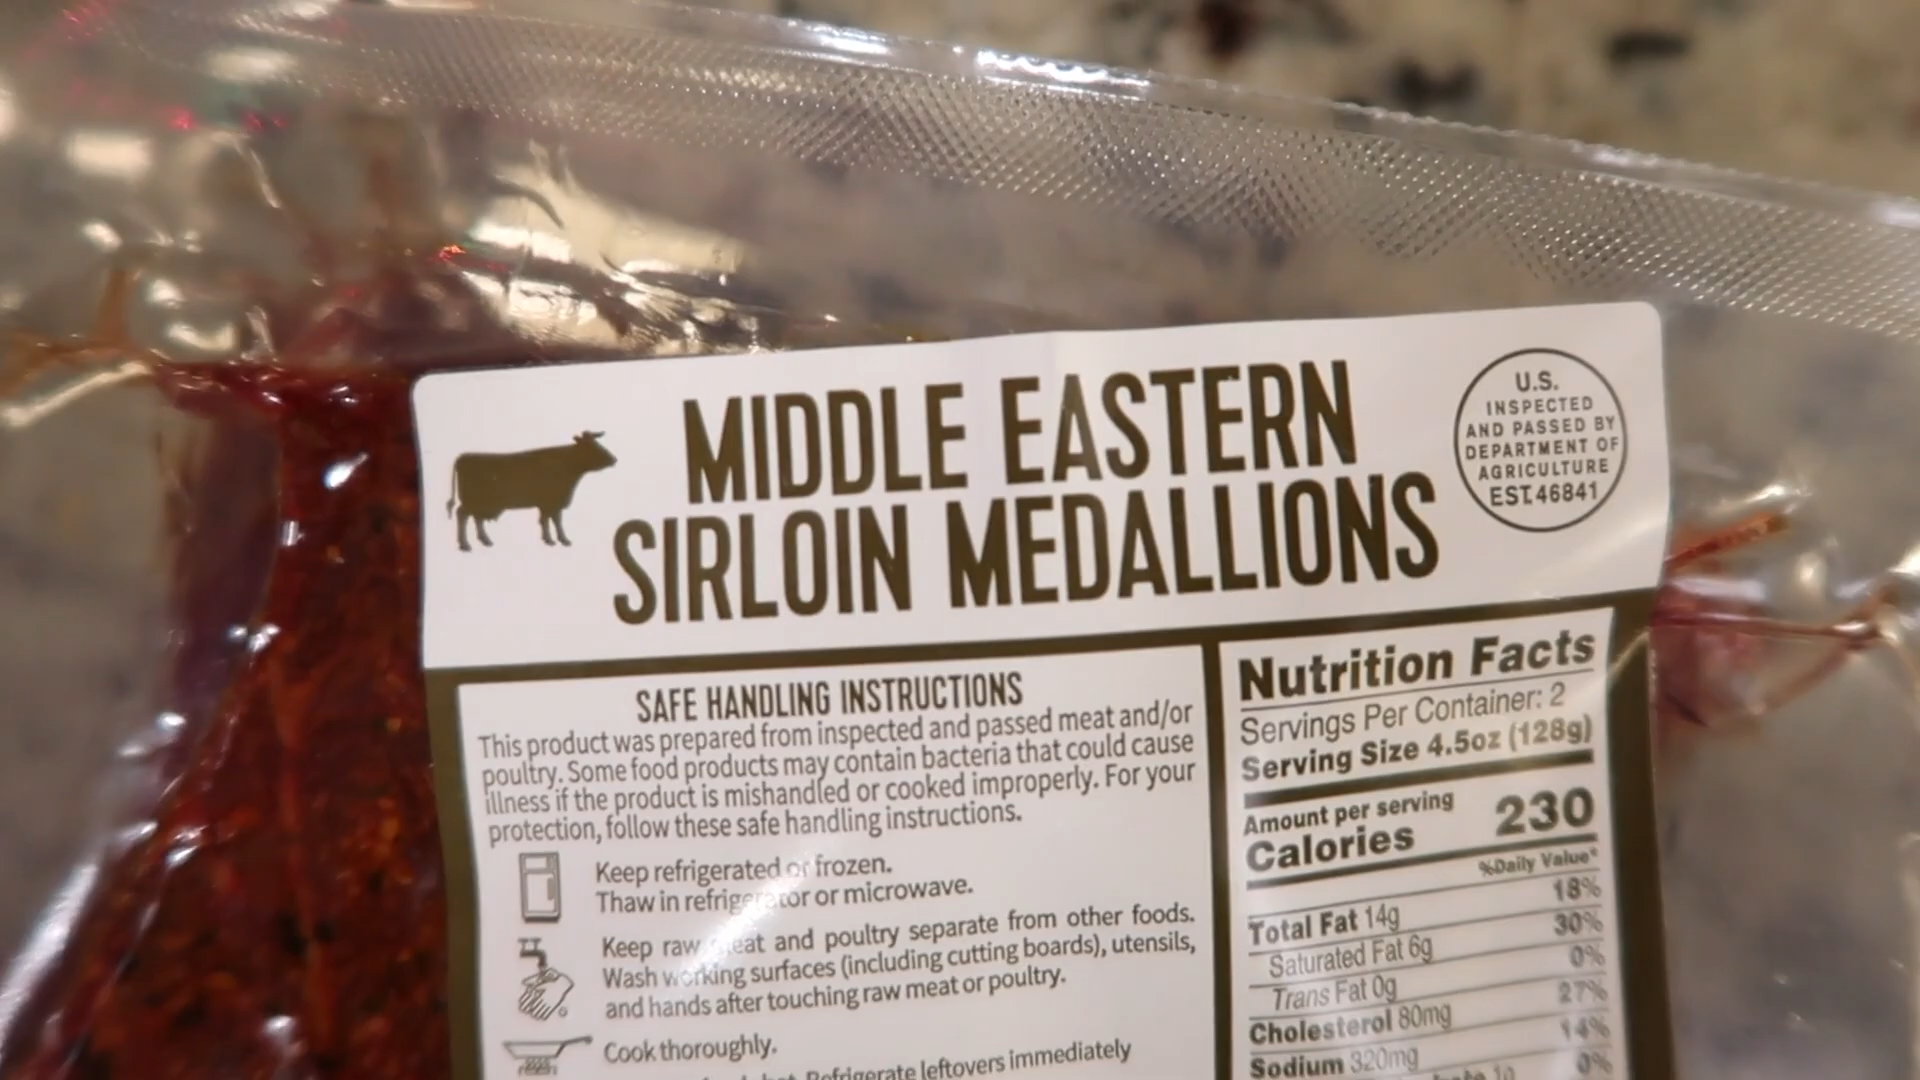 MIDDLE EASTERN
SIRLOIN MEDALLIONS
U.S.
INSPECTED
AND PASSED BY
DEPARTMENT OF
AGRICULTURE
EST.46841
SAFE HANDLING INSTRUCTIONS
This product was prepared from inspected and passed meat and/or
poultry. Some food products may contain bacteria that could cause
illness if the product is mishandled or cooked improperly. For your
protection, follow these safe handling instructions.
Keep refrigerated or frozen.
Thaw in refrigerator or microwave.
Keep raw meat and poultry separate from other foods.
Wash working surfaces (including cutting boards), utensils,
and hands after touching raw meat or poultry.
Cook thoroughly.
Refrigerate leftovers immediately
Nutrition Facts
Servings Per Container: 2
Serving Size 4.5oz (128g)
Amount per serving
Calories 230
%Daily Value*
Total Fat 14g 18%
Saturated Fat 6g 30%
Trans Fat 0g 0%
Cholesterol 80mg 27%
Sodium 320mg 14%
0%